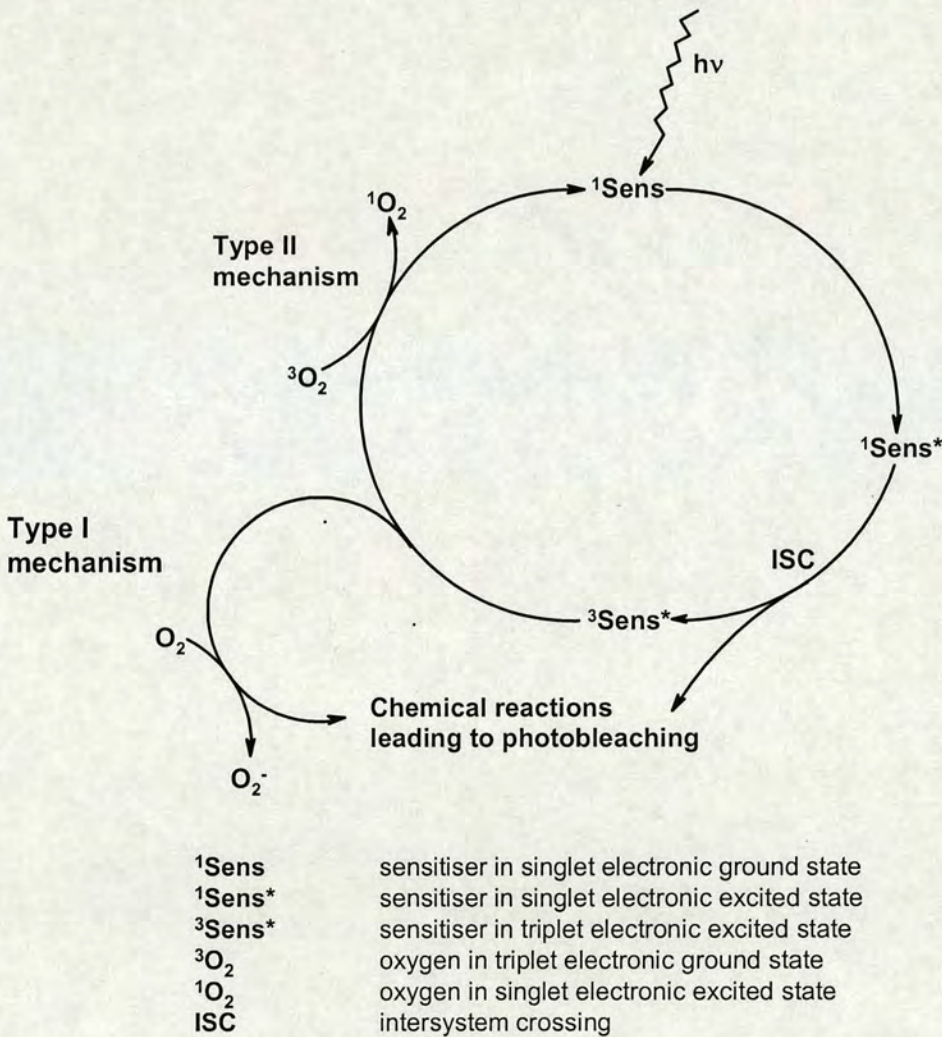 hν
¹Sens
¹O₂
Type II
mechanism
³O₂
¹Sens*
Type I
mechanism
ISC
³Sens*
O₂
Chemical reactions
leading to photobleaching
O₂⁻
¹Sens sensitiser in singlet electronic ground state
¹Sens* sensitiser in singlet electronic excited state
³Sens* sensitiser in triplet electronic excited state
³O₂ oxygen in triplet electronic ground state
¹O₂ oxygen in singlet electronic excited state
ISC intersystem crossing